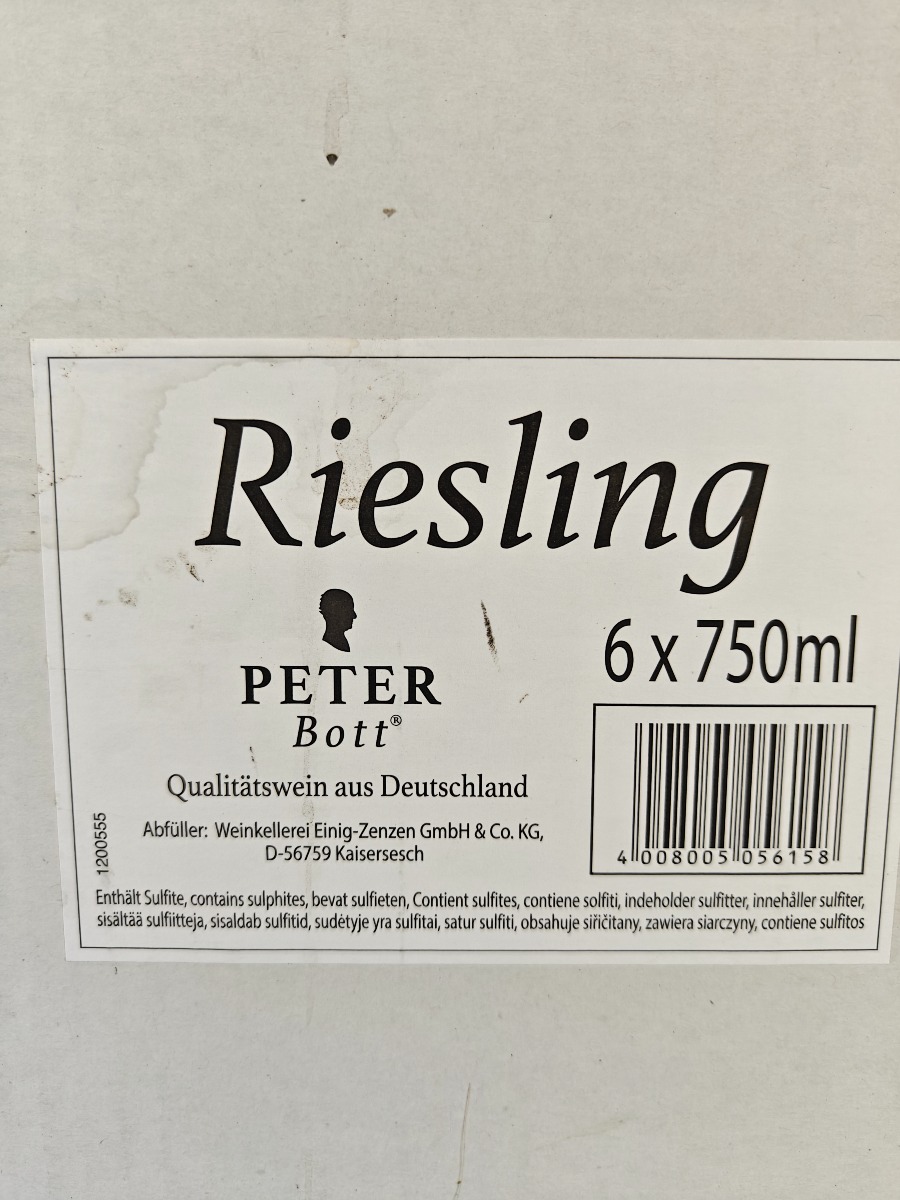 Riesling
PETER
Bott®
6 x 750ml
Qualitätswein aus Deutschland
Abfüller: Weinkellerei Einig-Zenzen GmbH & Co. KG,
D-56759 Kaisersesch
1200555
4 008005 056158
Enthält Sulfite, contains sulphites, bevat sulfieten, Contient sulfites, contiene solfiti, indeholder sulfitter, innehåller sulfiter,
sisältää sulfiitteja, sisaldab sulfitid, sudėtyje yra sulfitai, satur sulfiti, obsahuje siřičitany, zawiera siarczyny, contiene sulfitos